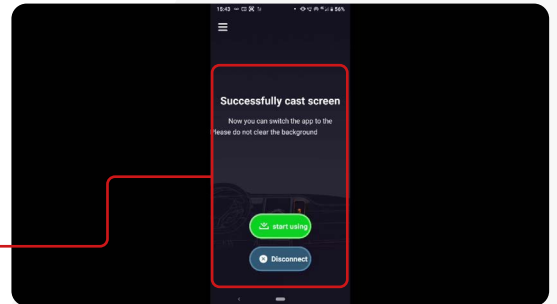 15:43
56%
Successfully cast screen
Now you can switch the app to the
Please do not clear the background
start using
Disconnect